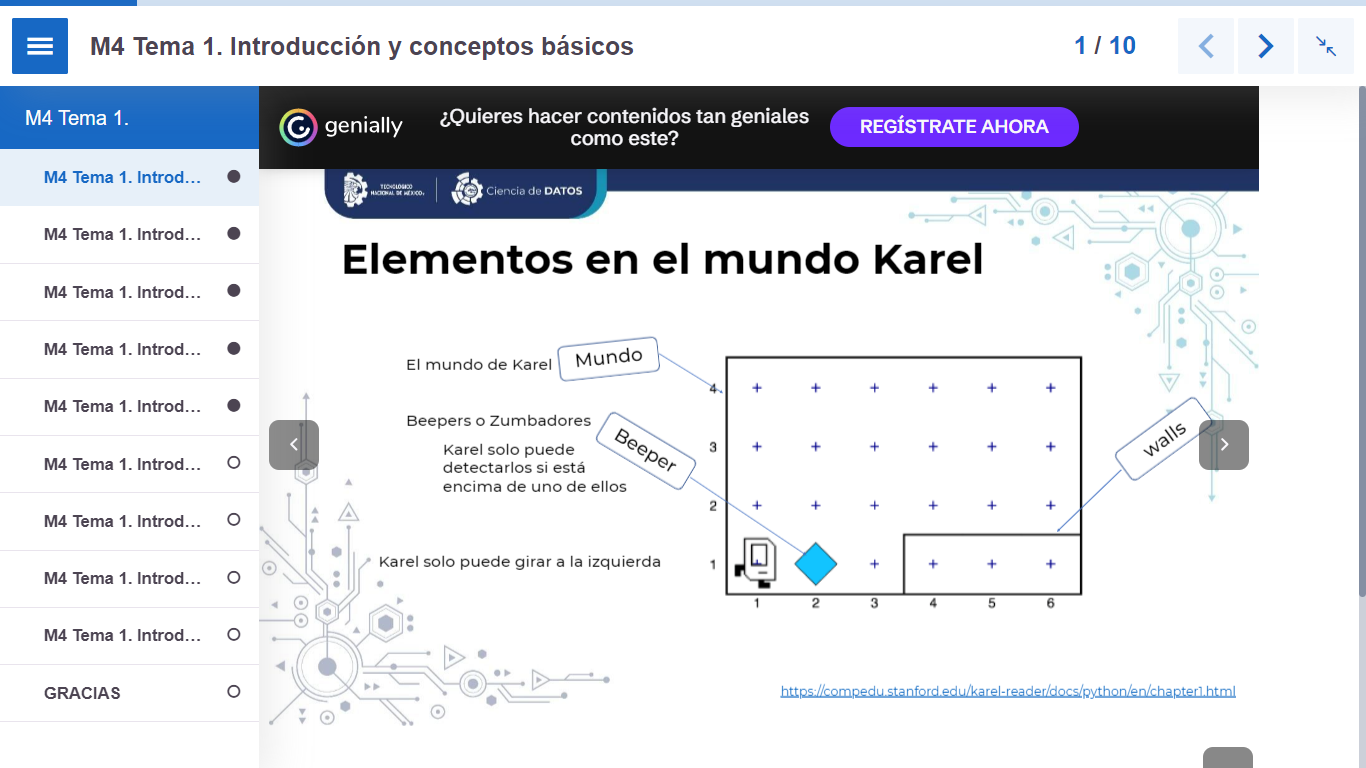 M4 Tema 1. Introducción y conceptos básicos
1 / 10
M4 Tema 1.
M4 Tema 1. Introd...
M4 Tema 1. Introd...
M4 Tema 1. Introd...
M4 Tema 1. Introd...
M4 Tema 1. Introd...
M4 Tema 1. Introd...
M4 Tema 1. Introd...
M4 Tema 1. Introd...
M4 Tema 1. Introd...
GRACIAS
genially
¿Quieres hacer contenidos tan geniales
como este?
REGÍSTRATE AHORA
TECNOLÓGICO
NACIONAL DE MÉXICO
Ciencia de DATOS
Elementos en el mundo Karel
El mundo de Karel
Mundo
Beepers o Zumbadores
Karel solo puede
detectarlos si está
encima de uno de ellos
Beeper
walls
Karel solo puede girar a la izquierda
4
3
2
1
1 2 3 4 5 6
https://compedu.stanford.edu/karel-reader/docs/python/en/chapter1.html